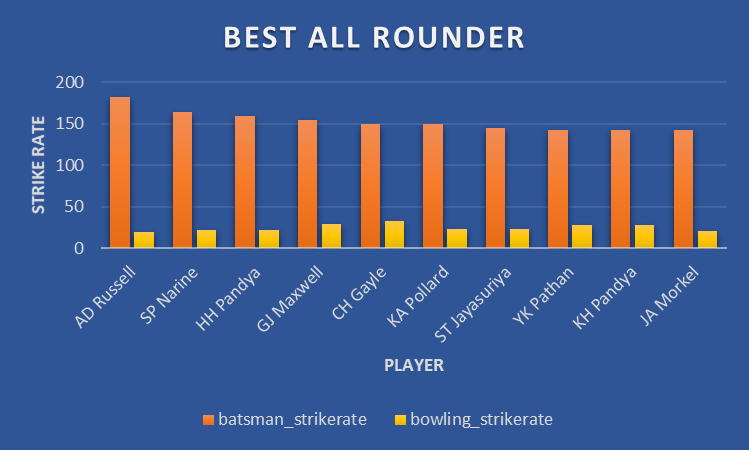 BEST ALL ROUNDER
STRIKE RATE
200
150
100
50
0
AD Russell
SP Narine
HH Pandya
GJ Maxwell
CH Gayle
KA Pollard
ST Jayasuriya
YK Pathan
KH Pandya
JA Morkel
PLAYER
batsman_strikerate bowling_strikerate